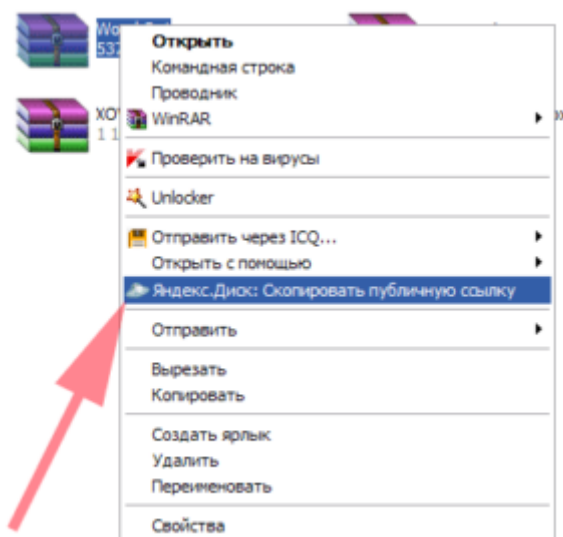 Открыть
Командная строка
Проводник
WinRAR
Проверить на вирусы
Unlocker
Отправить через ICQ...
Открыть с помощью
Яндекс.Диск: Скопировать публичную ссылку
Отправить
Вырезать
Копировать
Создать ярлык
Удалить
Переименовать
Свойства